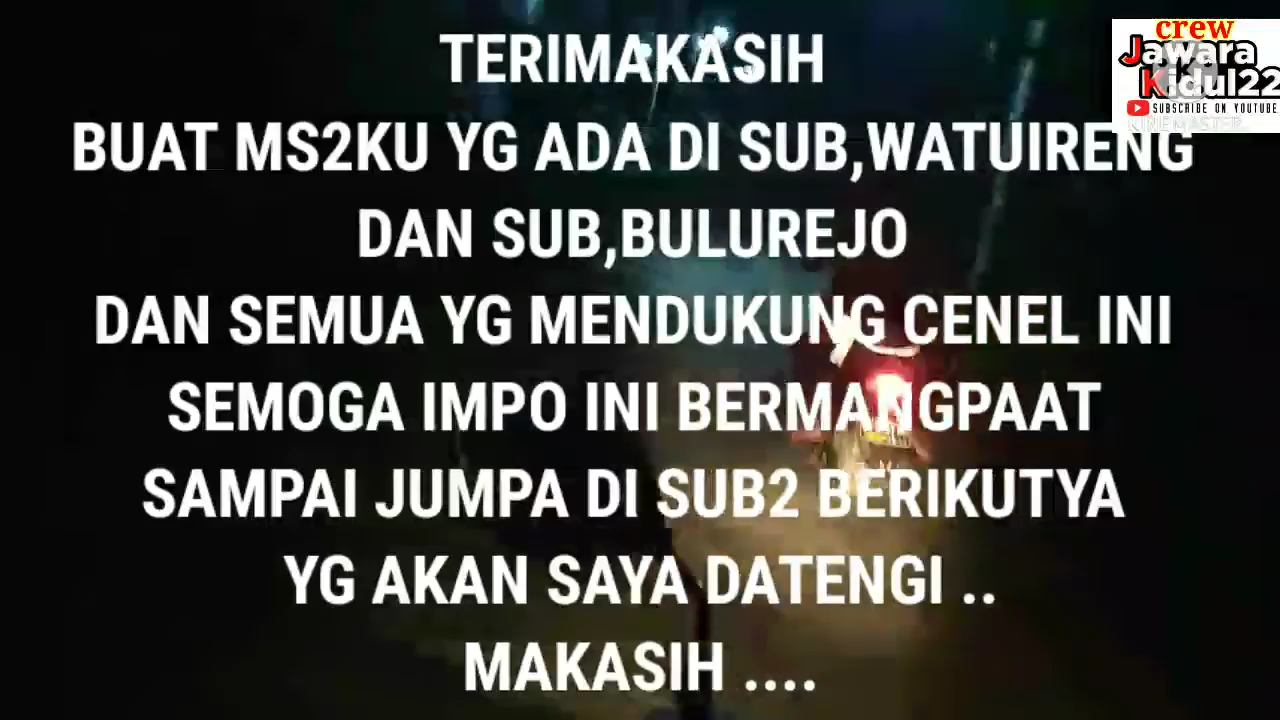 TERIMAKASIH
BUAT MS2KU YG ADA DI SUB,WATUIRENG
DAN SUB,BULUREJO
DAN SEMUA YG MENDUKUNG CENEL INI
SEMOGA IMPO INI BERMANGPAAT
SAMPAI JUMPA DI SUB2 BERIKUTYA
YG AKAN SAYA DATENGI ..
MAKASIH ....
crew
Jawara
Kidul22
SUBSCRIBE ON YOUTUBE
KINEMASTER